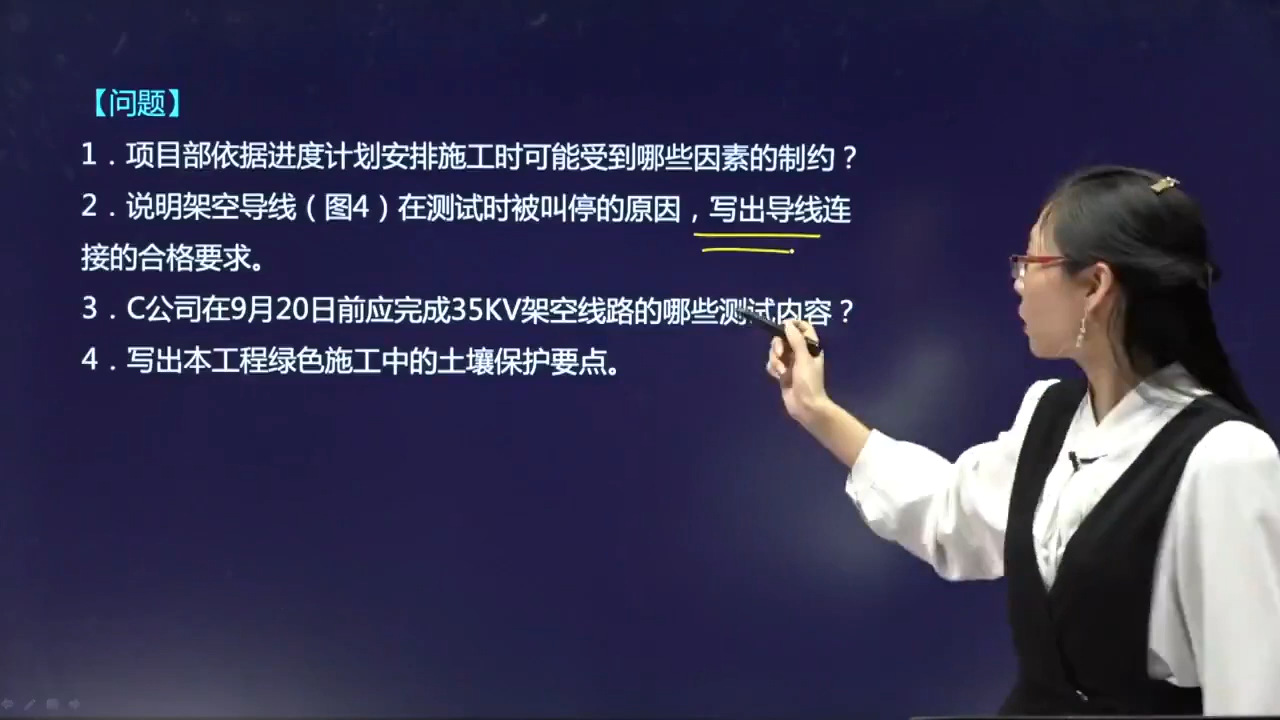 【问题】
1．项目部依据进度计划安排施工时可能受到哪些因素的制约？
2．说明架空导线（图4）在测试时被叫停的原因，写出导线连
接的合格要求。
3．C公司在9月20日前应完成35KV架空线路的哪些测试内容？
4．写出本工程绿色施工中的土壤保护要点。